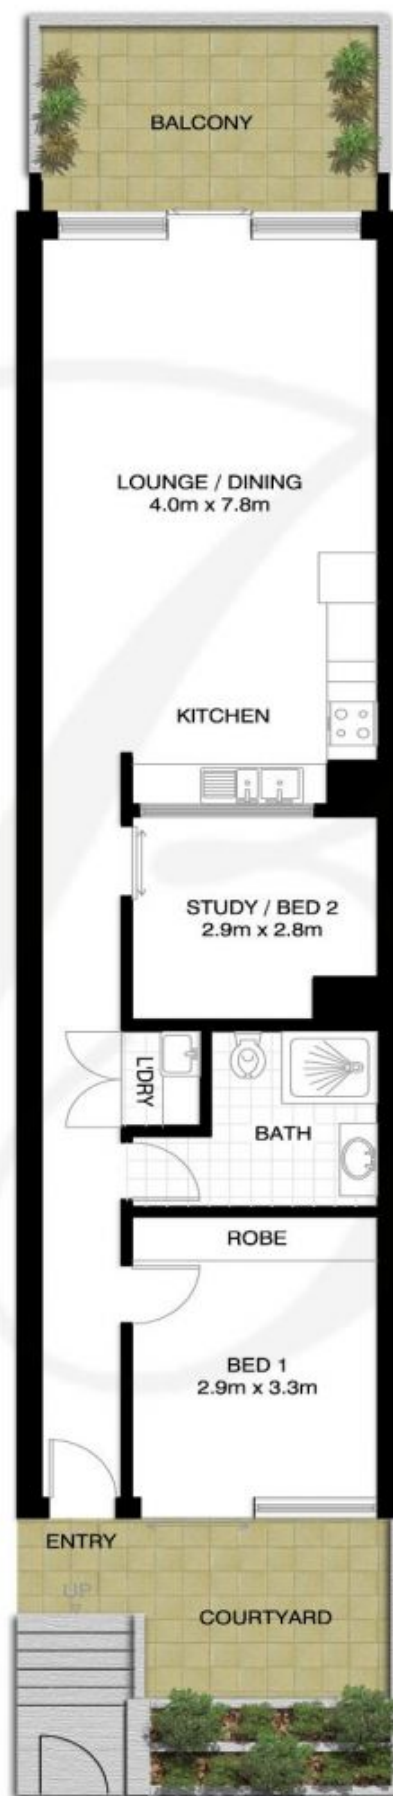 BALCONY
LOUNGE / DINING
4.0m x 7.8m
KITCHEN
STUDY / BED 2
2.9m x 2.8m
L'DRY
BATH
ROBE
BED 1
2.9m x 3.3m
ENTRY
UP
COURTYARD